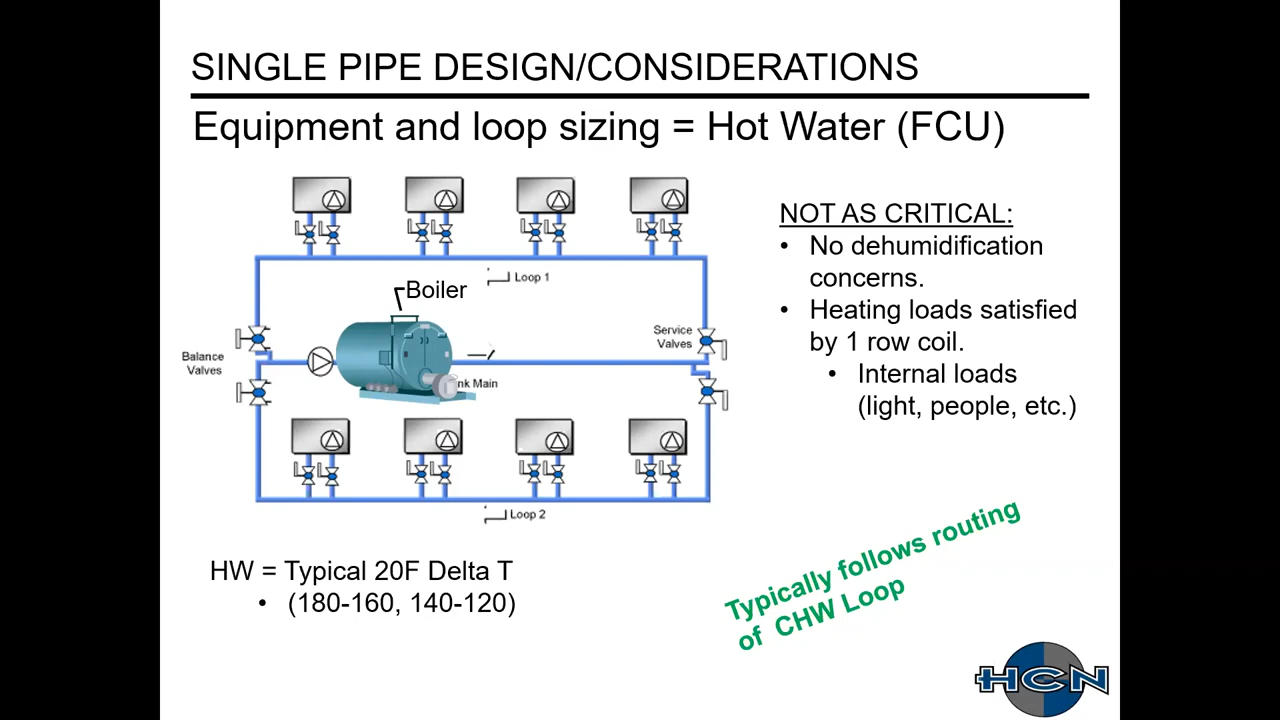 SINGLE PIPE DESIGN/CONSIDERATIONS
Equipment and loop sizing = Hot Water (FCU)
NOT AS CRITICAL:
• No dehumidification
concerns.
• Heating loads satisfied
by 1 row coil.
• Internal loads
(light, people, etc.)
Loop 1
Boiler
Service
Valves
Balance
Valves
nk Main
Loop 2
HW = Typical 20F Delta T
• (180-160, 140-120)
Typically follows routing
of CHW Loop
HCN